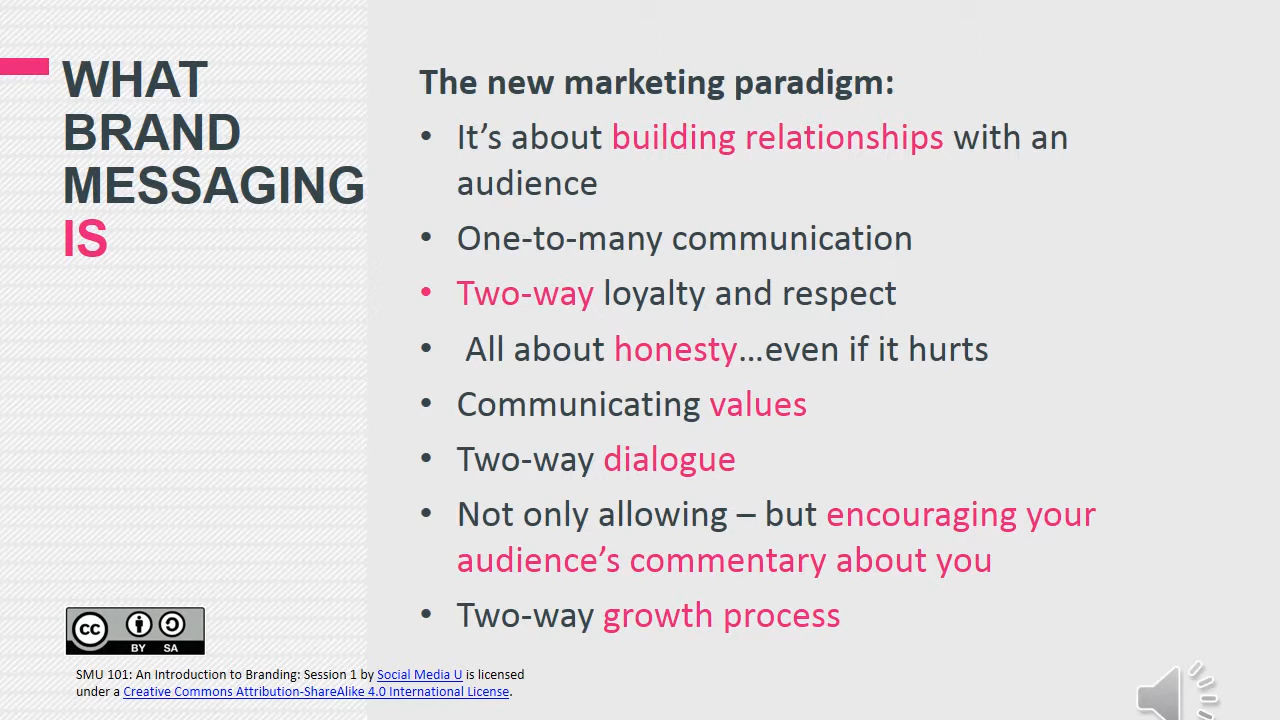 WHAT
BRAND
MESSAGING
IS
The new marketing paradigm:
• It’s about building relationships with an
audience
• One-to-many communication
• Two-way loyalty and respect
• All about honesty…even if it hurts
• Communicating values
• Two-way dialogue
• Not only allowing – but encouraging your
audience’s commentary about you
• Two-way growth process
cc
BY SA
SMU 101: An Introduction to Branding: Session 1 by Social Media U is licensed
under a Creative Commons Attribution-ShareAlike 4.0 International License.